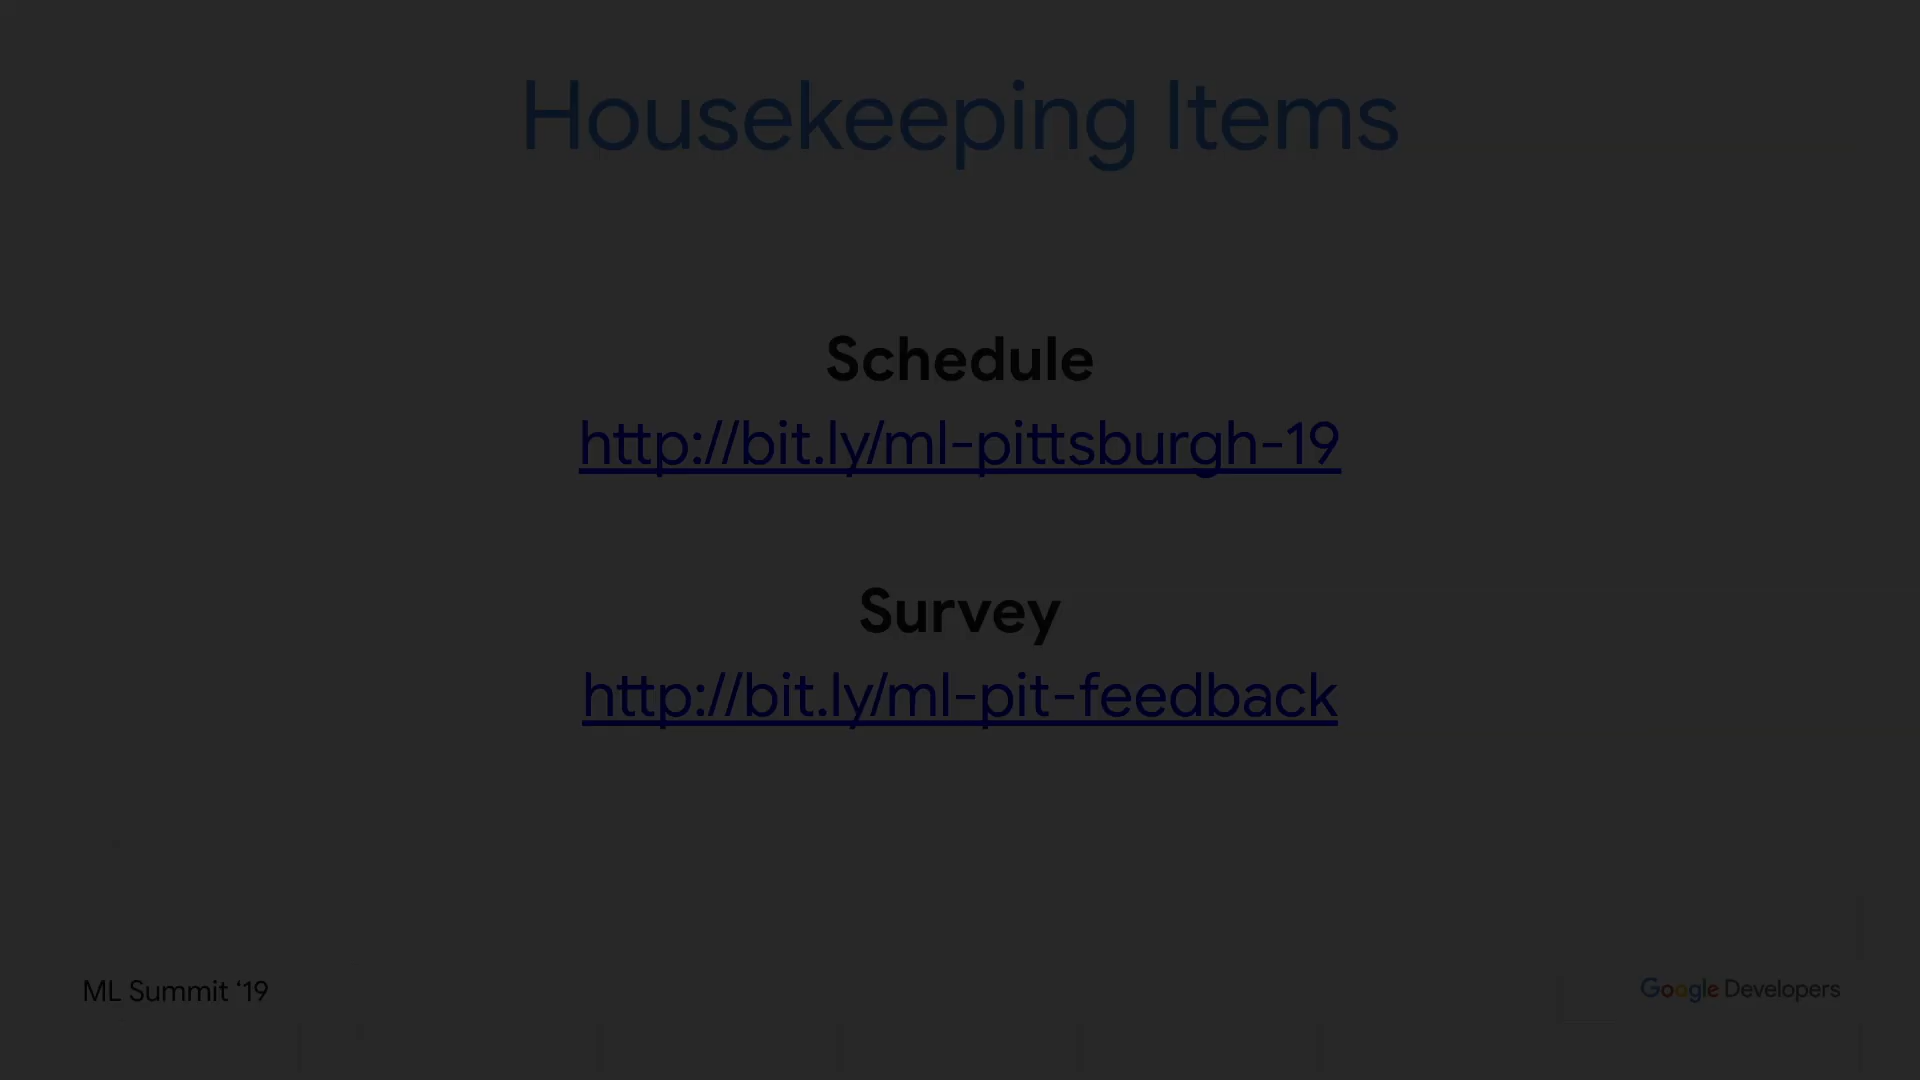 Housekeeping Items
Schedule
http://bit.ly/ml-pittsburgh-19
Survey
http://bit.ly/ml-pit-feedback
ML Summit ‘19
Google Developers